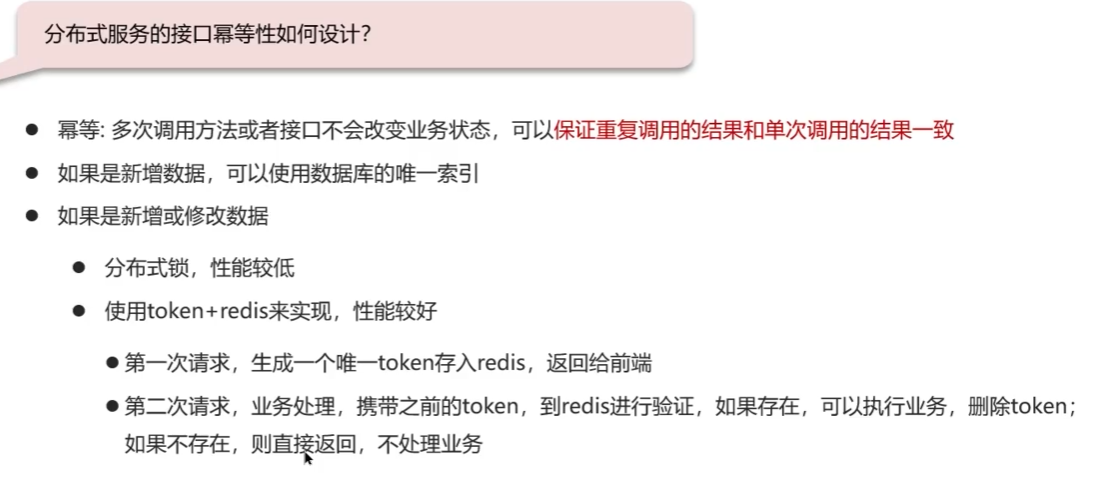 分布式服务的接口幂等性如何设计？
幂等: 多次调用方法或者接口不会改变业务状态，可以保证重复调用的结果和单次调用的结果一致
如果是新增数据，可以使用数据库的唯一索引
如果是新增或修改数据
分布式锁，性能较低
使用token+redis来实现，性能较好
第一次请求，生成一个唯一token存入redis，返回给前端
第二次请求，业务处理，携带之前的token，到redis进行验证，如果存在，可以执行业务，删除token；
如果不存在，则直接返回，不处理业务